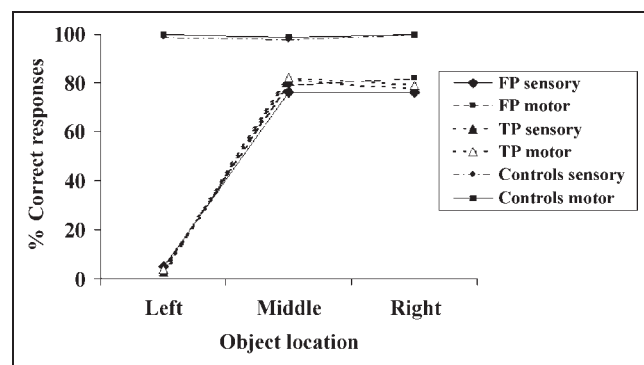 % Correct responses
100
80
60
40
20
0
Left Middle Right
Object location
FP sensory
FP motor
TP sensory
TP motor
Controls sensory
Controls motor